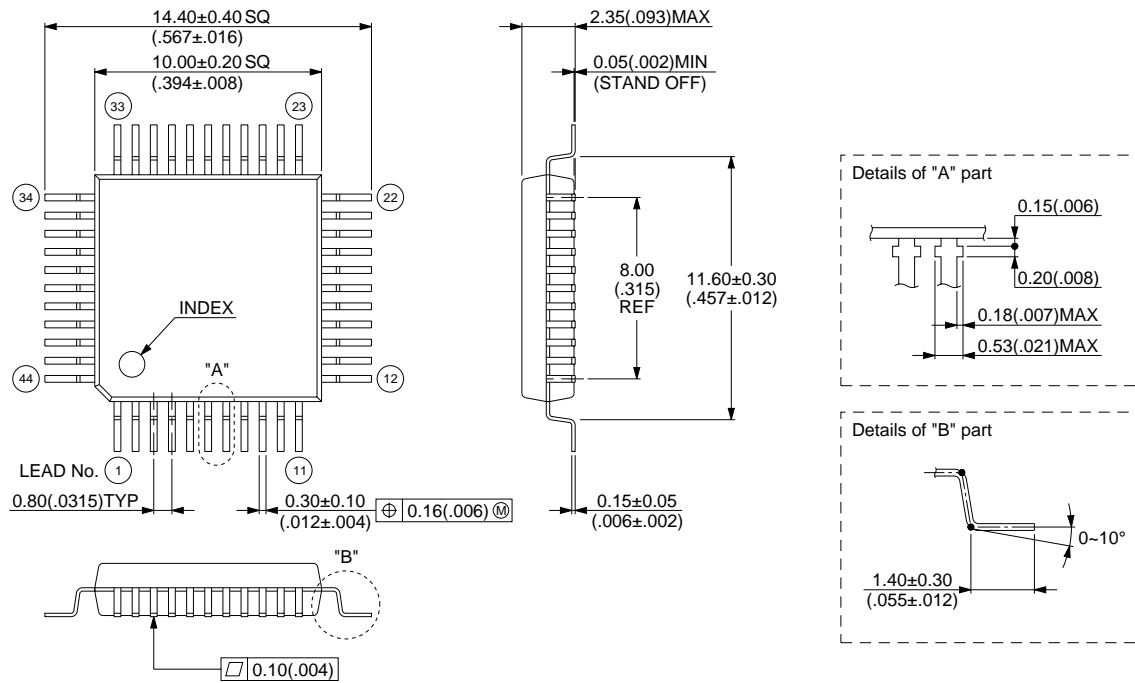 14.40±0.40 SQ
(.567±.016)
10.00±0.20 SQ
(.394±.008)
33
23
34
22
INDEX
44
"A"
12
LEAD No.
1
11
0.80(.0315)TYP
0.30±0.10
(.012±.004)
⌖ 0.16(.006) Ⓜ
2.35(.093)MAX
0.05(.002)MIN
(STAND OFF)
8.00
(.315)
REF
11.60±0.30
(.457±.012)
0.15±0.05
(.006±.002)
"B"
⏥ 0.10(.004)
Details of "A" part
0.15(.006)
0.20(.008)
0.18(.007)MAX
0.53(.021)MAX
Details of "B" part
0~10°
1.40±0.30
(.055±.012)